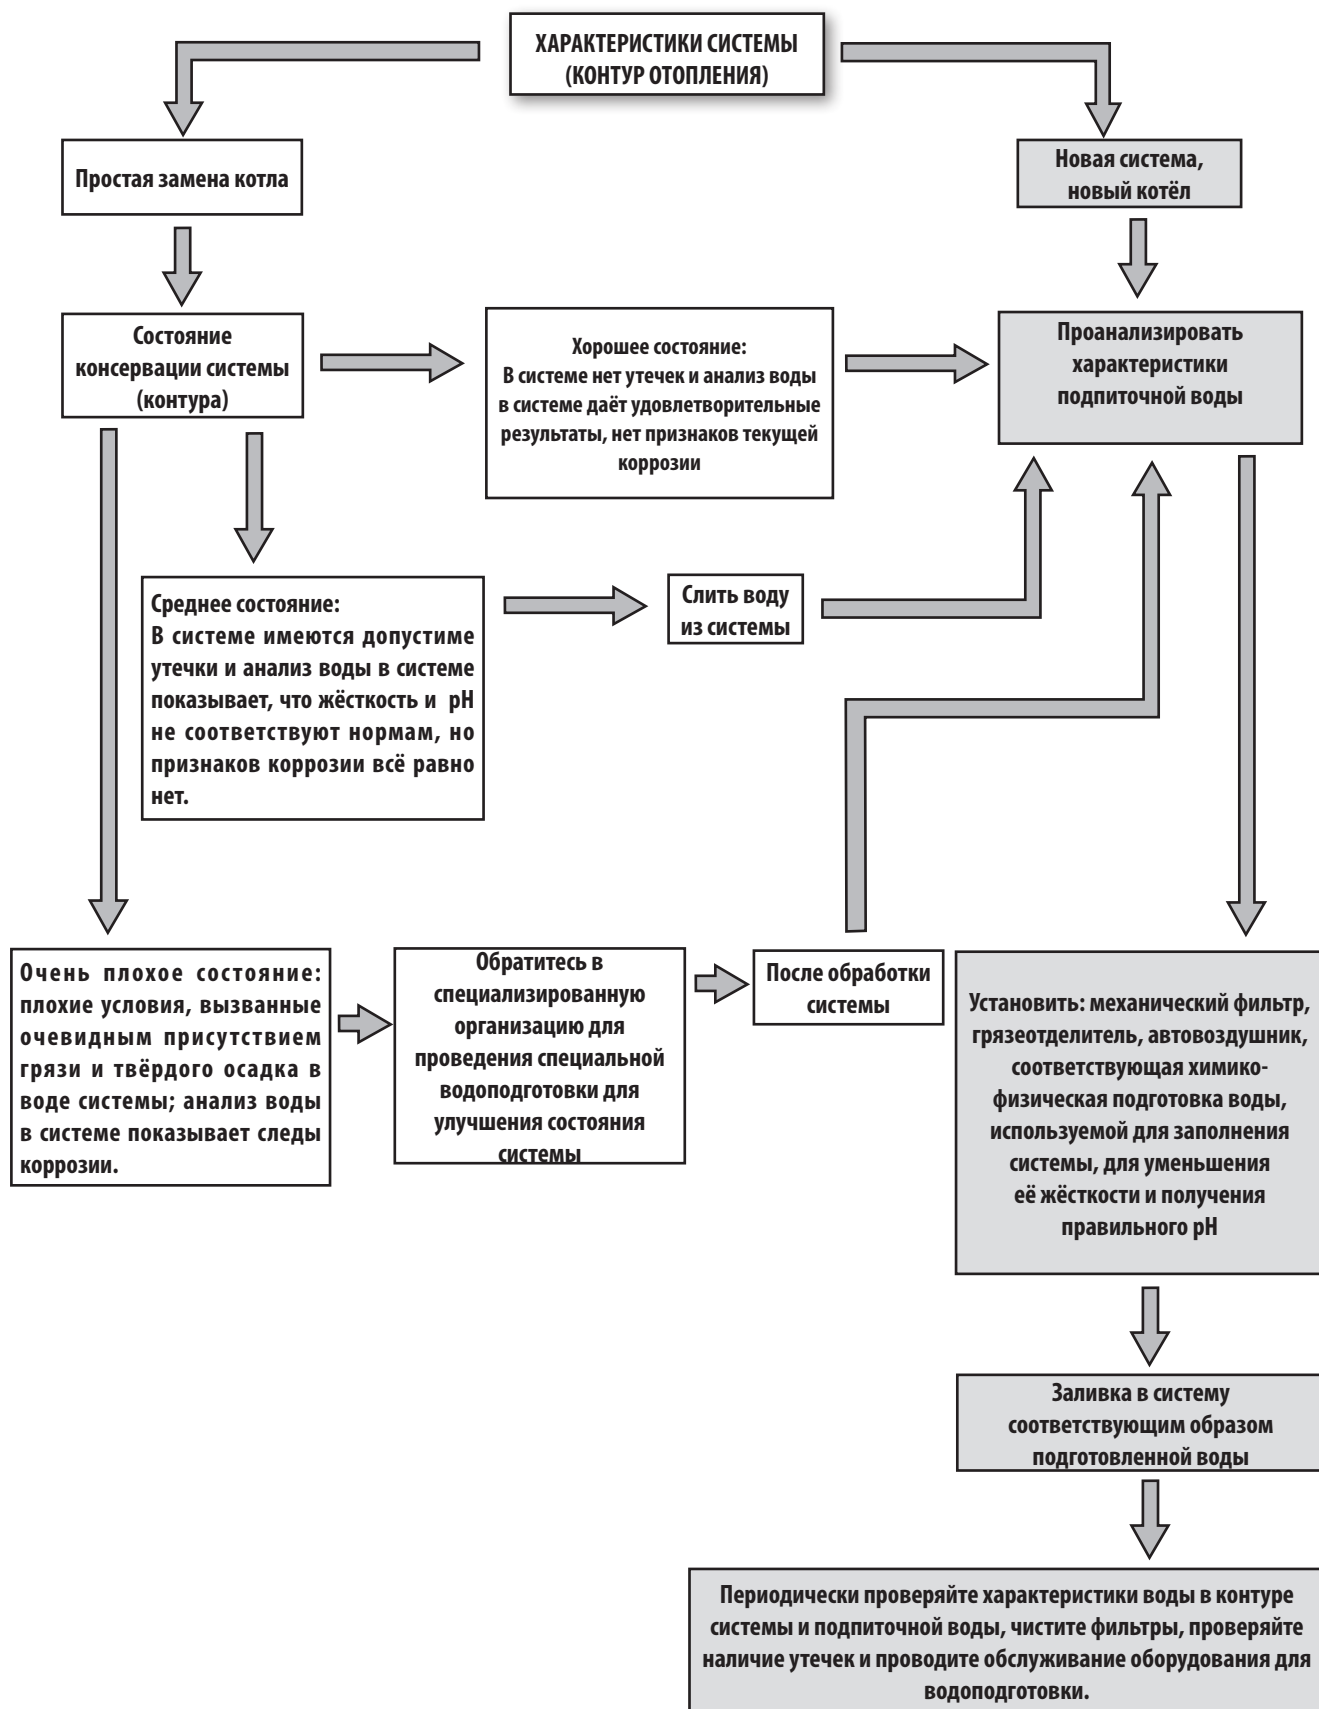 ХАРАКТЕРИСТИКИ СИСТЕМЫ
(КОНТУР ОТОПЛЕНИЯ)
Простая замена котла
Новая система,
новый котёл
Состояние
консервации системы
(контура)
Хорошее состояние:
В системе нет утечек и анализ воды
в системе даёт удовлетворительные
результаты, нет признаков текущей
коррозии
Проанализировать
характеристики
подпиточной воды
Среднее состояние:
В системе имеются допустиме
утечки и анализ воды в системе
показывает, что жёсткость и pH
не соответствуют нормам, но
признаков коррозии всё равно
нет.
Слить воду
из системы
Очень плохое состояние:
плохие условия, вызванные
очевидным присутствием
грязи и твёрдого осадка в
воде системы; анализ воды
в системе показывает следы
коррозии.
Обратитесь в
специализированную
организацию для
проведения специальной
водоподготовки для
улучшения состояния
системы
После обработки
системы
Установить: механический фильтр,
грязеотделитель, автовоздушник,
соответствующая химико-
физическая подготовка воды,
используемой для заполнения
системы, для уменьшения
её жёсткости и получения
правильного pH
Заливка в систему
соответствующим образом
подготовленной воды
Периодически проверяйте характеристики воды в контуре
системы и подпиточной воды, чистите фильтры, проверяйте
наличие утечек и проводите обслуживание оборудования для
водоподготовки.